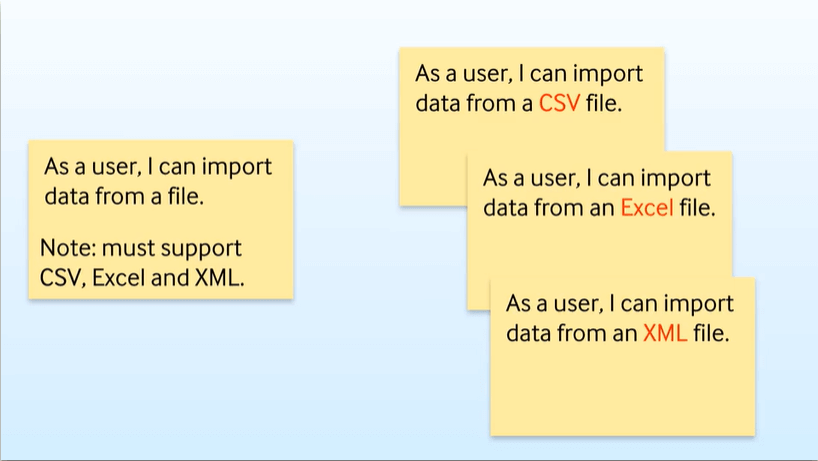 As a user, I can import
data from a file.
Note: must support
CSV, Excel and XML.
As a user, I can import
data from a CSV file.
As a user, I can import
data from an Excel file.
As a user, I can import
data from an XML file.